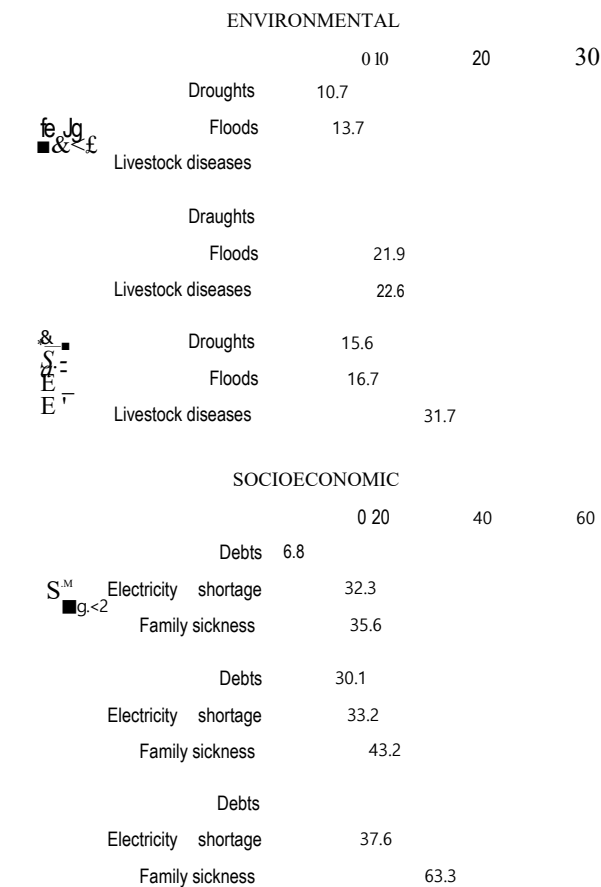 ENVIRONMENTAL
0 10 20 30
Droughts 10.7
fe Jg
Floods 13.7
■&<£
Livestock diseases
Draughts
Floods 21.9
Livestock diseases 22.6
Droughts 15.6
Floods 16.7
E
E '
Livestock diseases 31.7
SOCIOECONOMIC
0 20 40 60
Debts 6.8
S.M
Electricity shortage 32.3
■g.<2
Family sickness 35.6
Debts 30.1
Electricity shortage 33.2
Family sickness 43.2
Debts
Electricity shortage 37.6
Family sickness 63.3